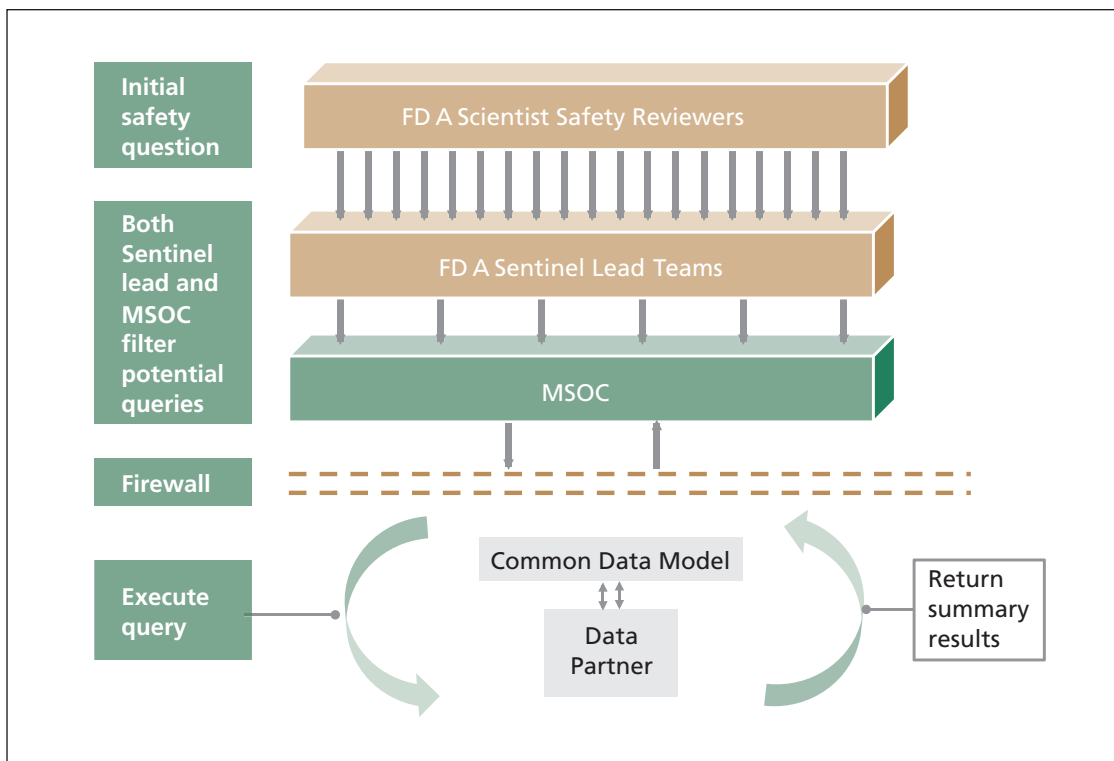 Initial
safety
question
FD A Scientist Safety Reviewers
Both
Sentinel
lead and
MSOC
filter
potential
queries
FD A Sentinel Lead Teams
MSOC
Firewall
Execute
query
Common Data Model
Data
Partner
Return
summary
results